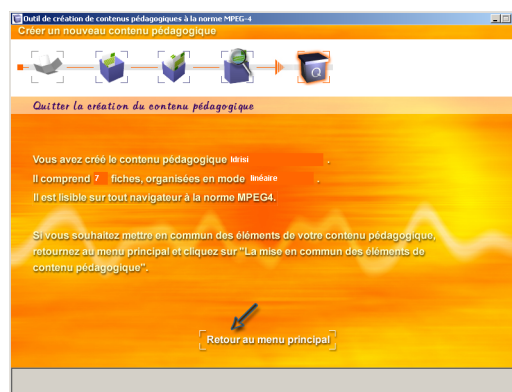 Outil de création de contenus pédagogiques à la norme MPEG-4
Créer un nouveau contenu pédagogique
Q
Quitter la création du contenu pédagogique
Vous avez créé le contenu pédagogique Idrisi .
Il comprend 7 fiches, organisées en mode linéaire .
Il est lisible sur tout navigateur à la norme MPEG4.
Si vous souhaitez mettre en commun des éléments de votre contenu pédagogique,
retournez au menu principal et cliquez sur "La mise en commun des éléments de
contenu pédagogique".
Retour au menu principal